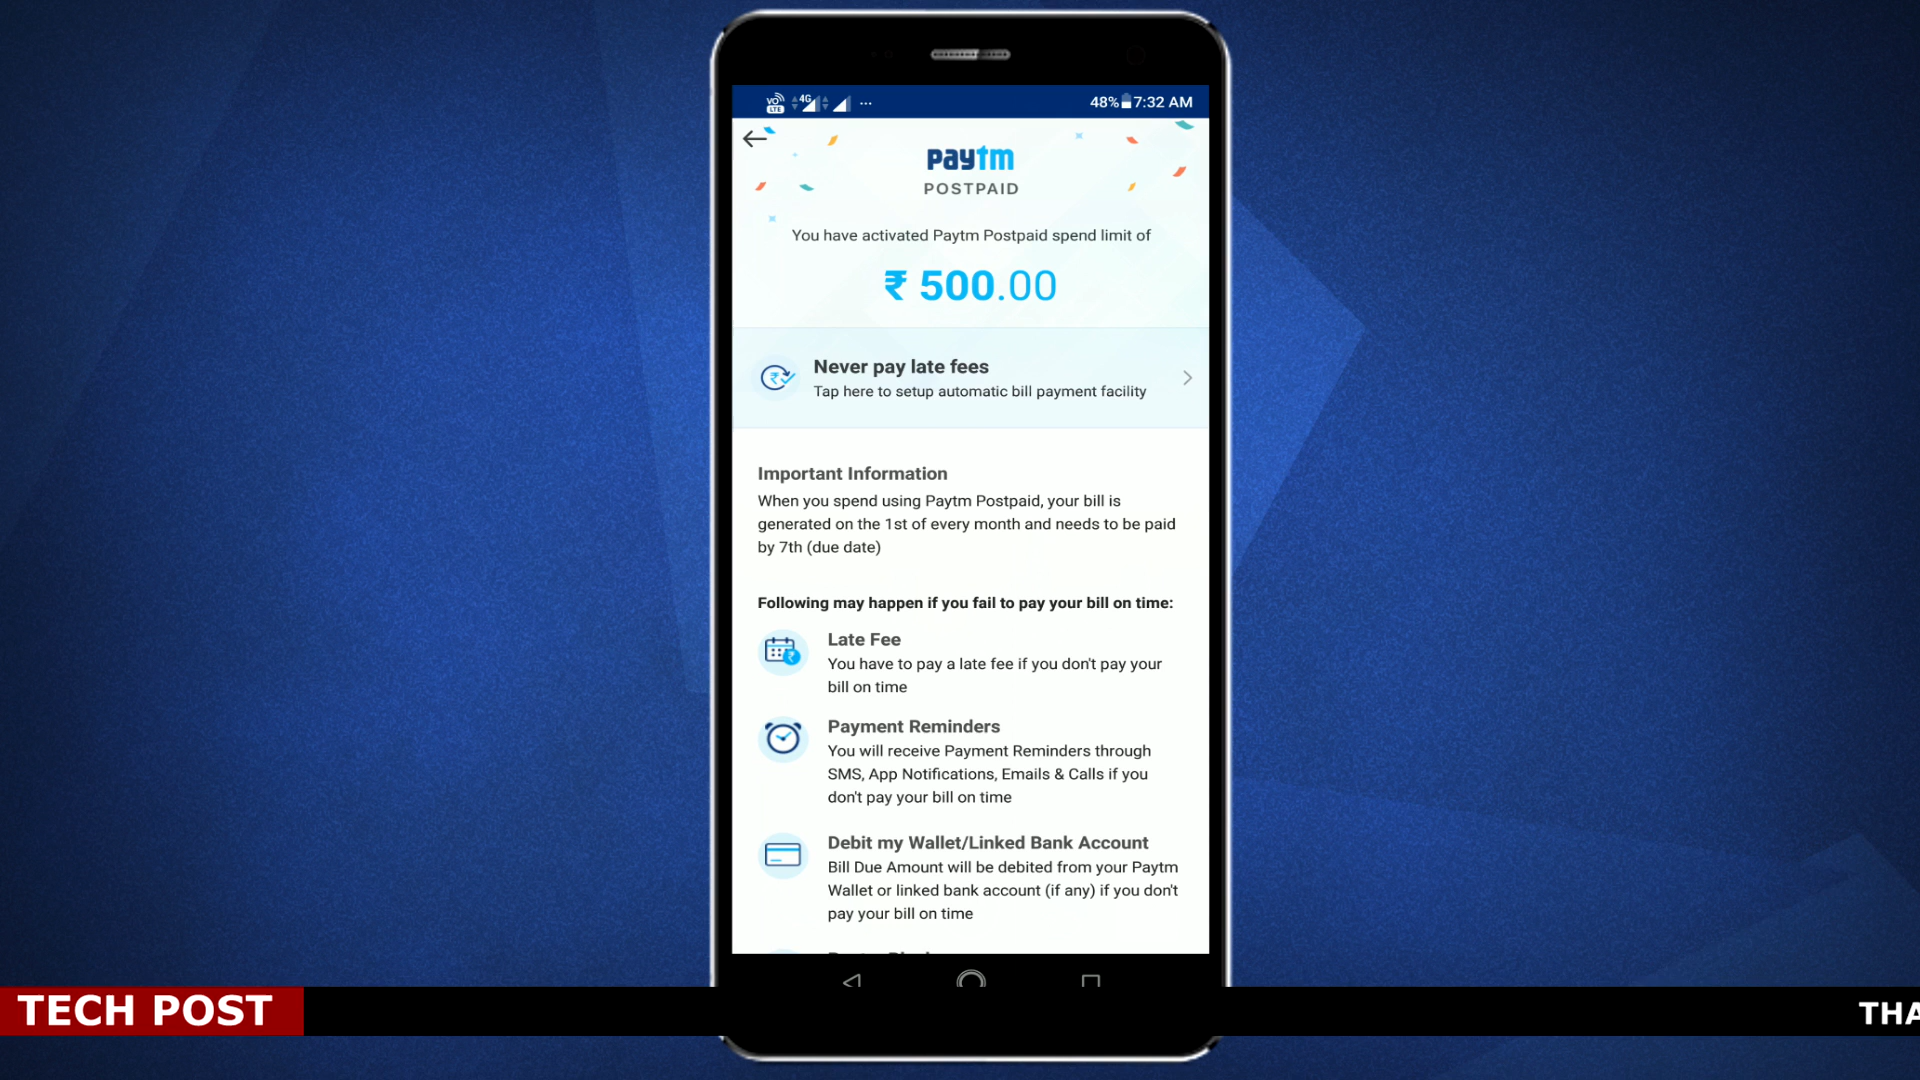 VO LTE 4G ... 48% 7:32 AM
paytm
POSTPAID
You have activated Paytm Postpaid spend limit of
₹ 500.00
Never pay late fees
Tap here to setup automatic bill payment facility
Important Information
When you spend using Paytm Postpaid, your bill is
generated on the 1st of every month and needs to be paid
by 7th (due date)
Following may happen if you fail to pay your bill on time:
Late Fee
You have to pay a late fee if you don't pay your
bill on time
Payment Reminders
You will receive Payment Reminders through
SMS, App Notifications, Emails & Calls if you
don't pay your bill on time
Debit my Wallet/Linked Bank Account
Bill Due Amount will be debited from your Paytm
Wallet or linked bank account (if any) if you don't
pay your bill on time
TECH POST
THA